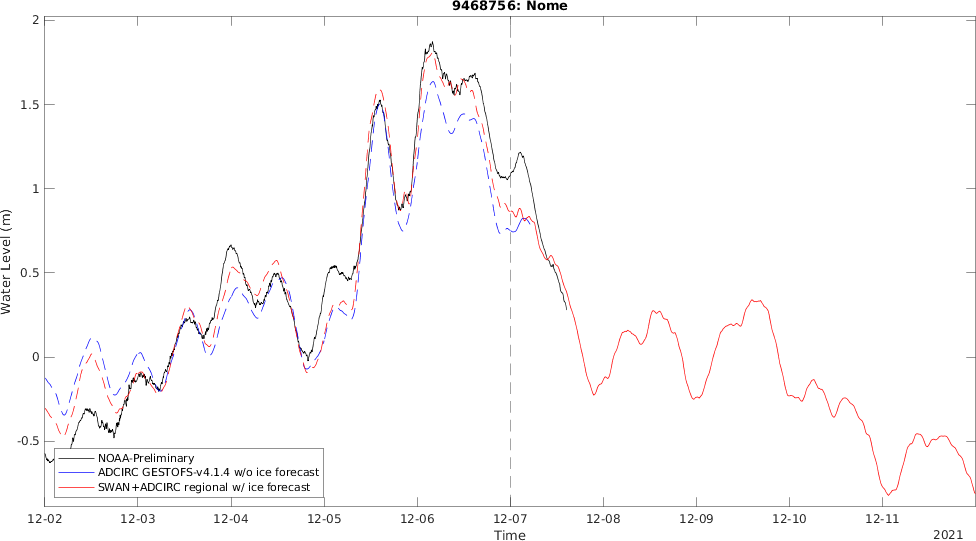 9468756: Nome
2
1.5
1
0.5
0
-0.5
Water Level (m)
NOAA-Preliminary
ADCIRC GESTOFS-v4.1.4 w/o ice forecast
SWAN+ADCIRC regional w/ ice forecast
12-02 12-03 12-04 12-05 12-06 12-07 12-08 12-09 12-10 12-11
Time
2021